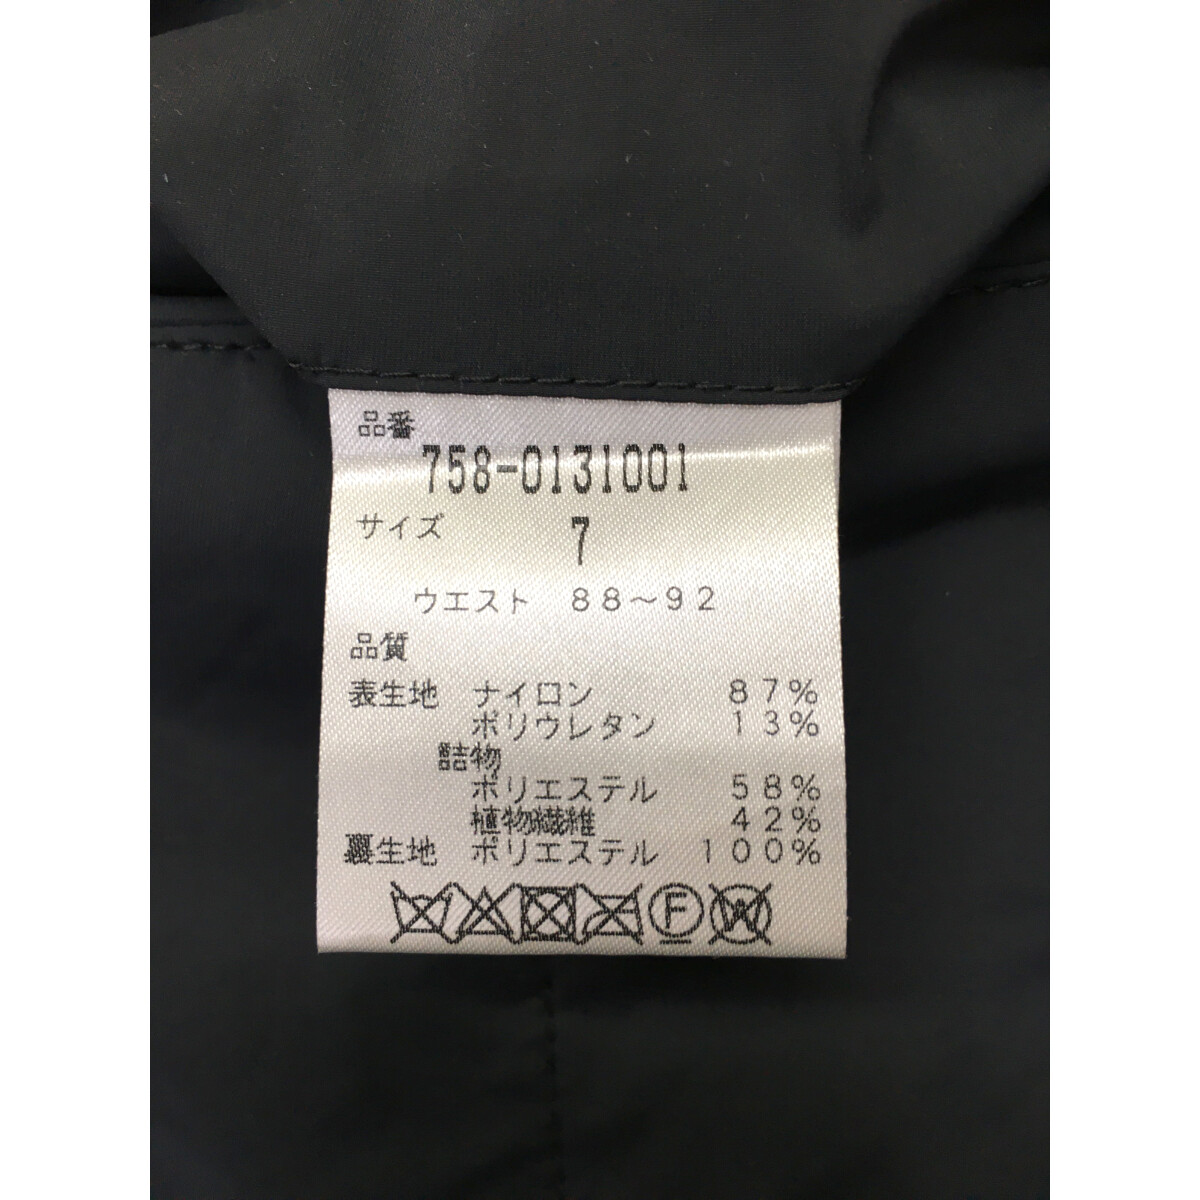 品番
758-0131001
サイズ 7
ウエスト 88～92
品質
表生地 ナイロン 87%
ポリウレタン 13%
詰物
ポリエステル 58%
植物繊維 42%
裏生地 ポリエステル 100%
F W